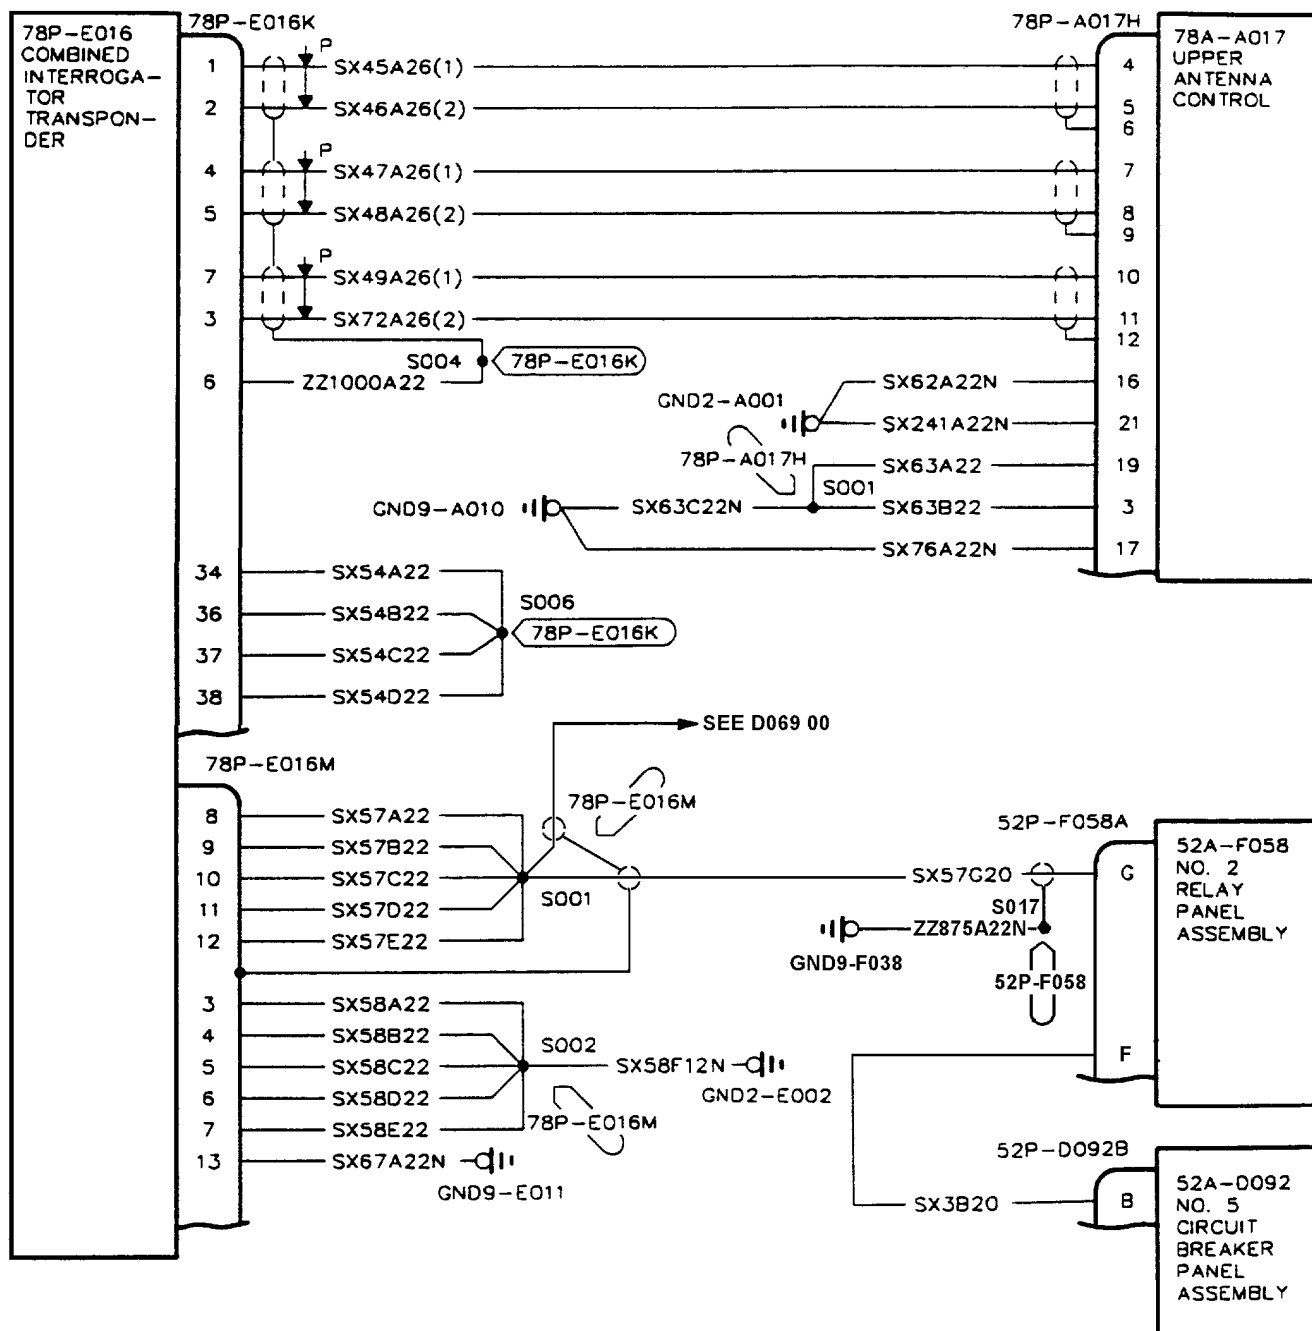 78P-E016K
78P-A017H
78P-E016
COMBINED
INTERROGA-
TOR
TRANSPON-
DER
78A-A017
UPPER
ANTENNA
CONTROL
P
1 SX45A26(1) 4
2 SX46A26(2) 5
6
P
4 SX47A26(1) 7
5 SX48A26(2) 8
9
P
7 SX49A26(1) 10
3 SX72A26(2) 11
12
S004 78P-E016K
6 ZZ1000A22
SX62A22N 16
GND2-A001
SX241A22N 21
78P-A017H
SX63A22 19
S001
GND9-A010 SX63C22N SX63B22 3
SX76A22N 17
34 SX54A22
S006
36 SX54B22
78P-E016K
37 SX54C22
38 SX54D22
SEE D069 00
78P-E016M
78P-E016M
8 SX57A22
52P-F058A
9 SX57B22
10 SX57C22
SX57G20 G
S001
11 SX57D22
S017
12 SX57E22
ZZ875A22N
GND9-F038
52P-F058
52A-F058
NO. 2
RELAY
PANEL
ASSEMBLY
3 SX58A22
4 SX58B22
S002
5 SX58C22
SX58F12N
F
6 SX58D22
GND2-E002
7 SX58E22
78P-E016M
13 SX67A22N
GND9-E011
52P-D092B
SX3B20 B
52A-D092
NO. 5
CIRCUIT
BREAKER
PANEL
ASSEMBLY